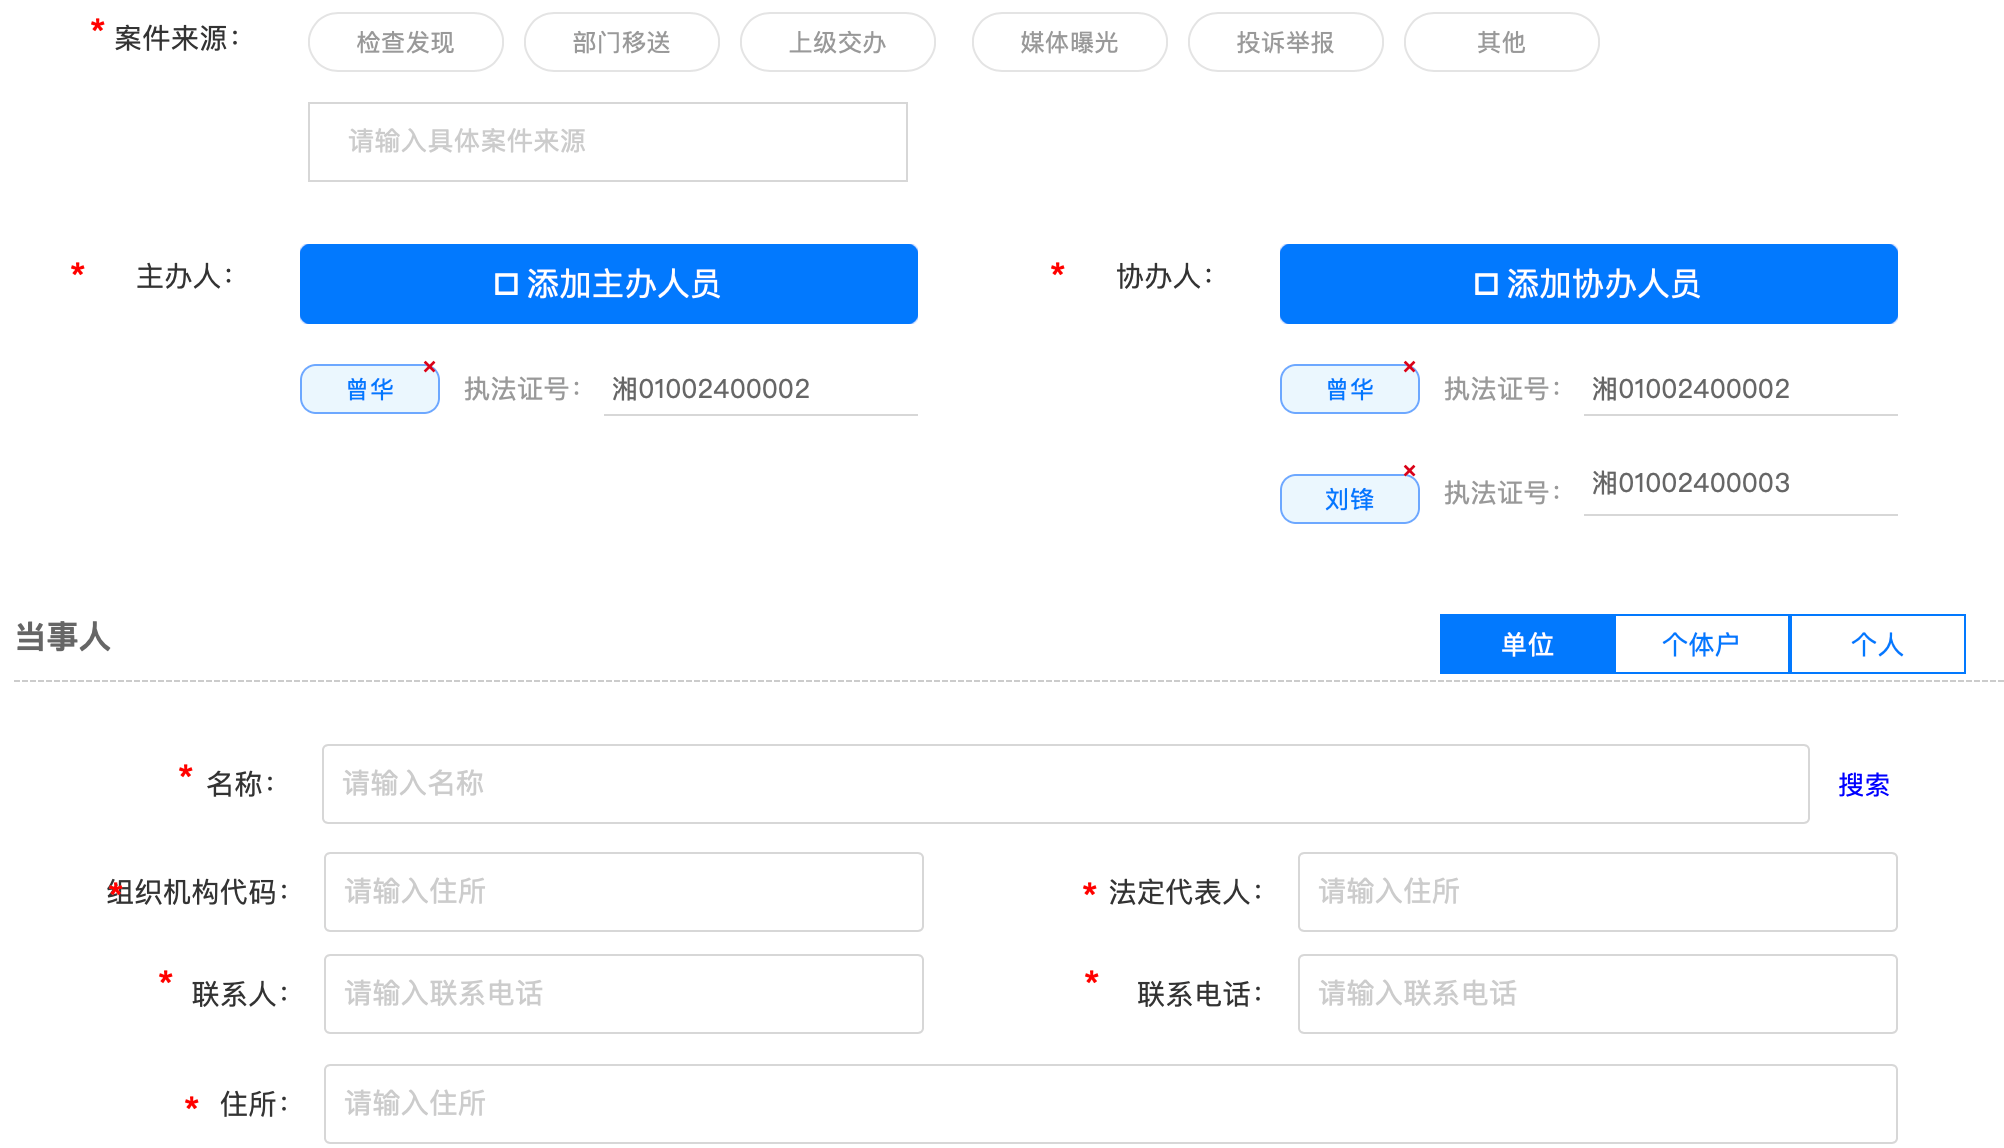 * 案件来源： 检查发现 部门移送 上级交办 媒体曝光 投诉举报 其他
请输入具体案件来源
* 主办人： 添加主办人员 * 协办人： 添加协办人员
曾华 × 执法证号： 湘01002400002 曾华 × 执法证号： 湘01002400002
刘锋 × 执法证号： 湘01002400003
当事人 单位 个体户 个人
* 名称： 请输入名称 搜索
* 组织机构代码： 请输入住所 * 法定代表人： 请输入住所
* 联系人： 请输入联系电话 * 联系电话： 请输入联系电话
* 住所： 请输入住所